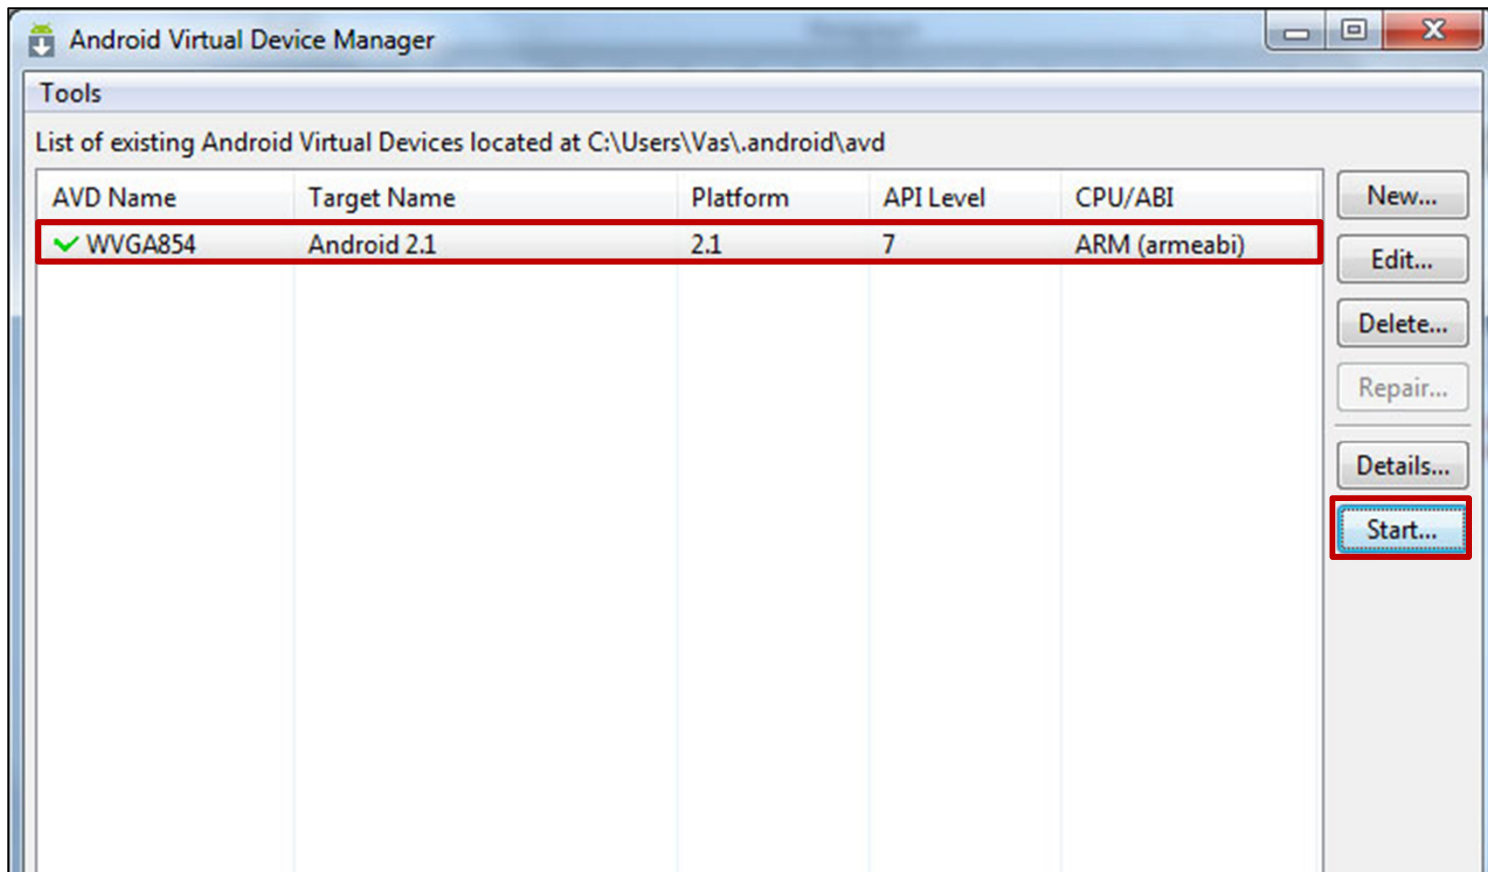 Android Virtual Device Manager
Tools
List of existing Android Virtual Devices located at C:\Users\Vas\.android\avd
AVD Name Target Name Platform API Level CPU/ABI
WVGA854 Android 2.1 2.1 7 ARM (armeabi)
New...
Edit...
Delete...
Repair...
Details...
Start...